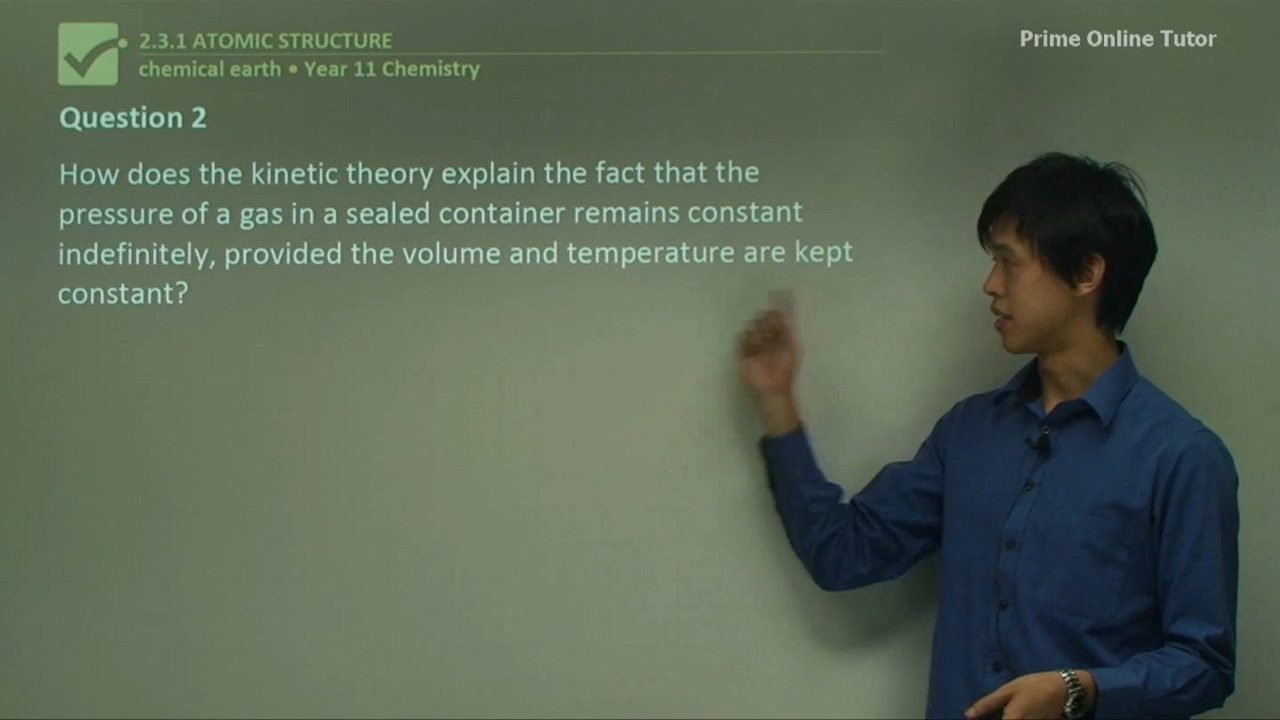 2.3.1 ATOMIC STRUCTURE
Prime Online Tutor
chemical earth • Year 11 Chemistry
Question 2
How does the kinetic theory explain the fact that the
pressure of a gas in a sealed container remains constant
indefinitely, provided the volume and temperature are kept
constant?